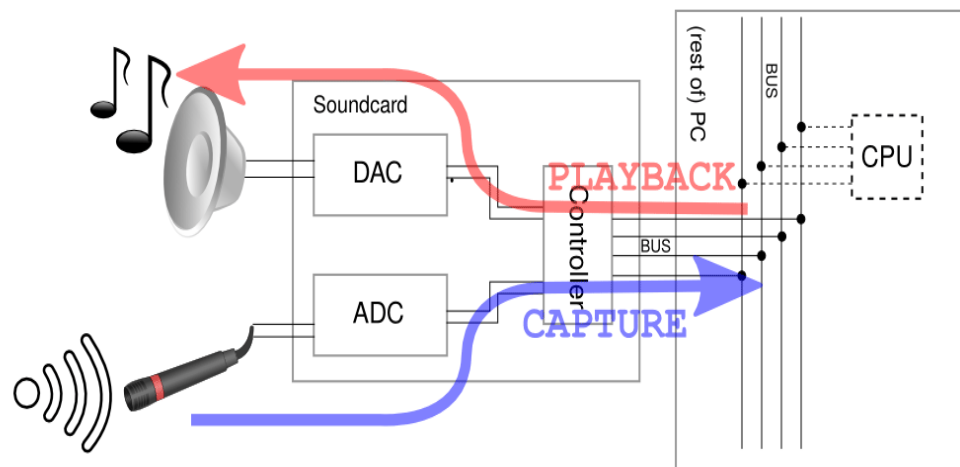 Soundcard
DAC
PLAYBACK
Controller
(rest of) PC
BUS
CPU
BUS
ADC
CAPTURE